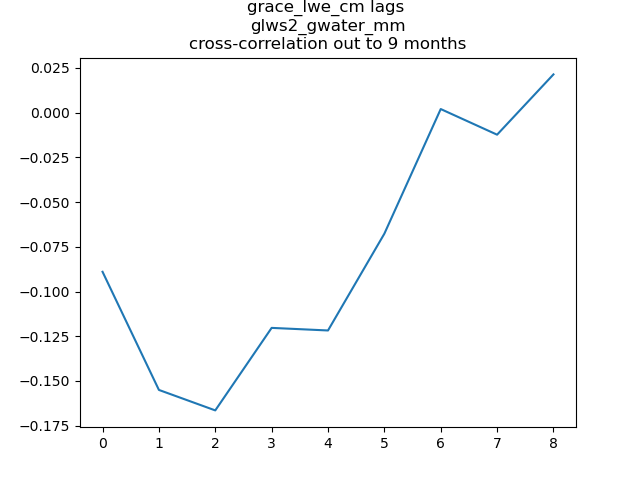 grace_lwe_cm lags
glws2_gwater_mm
cross-correlation out to 9 months
0.025
0.000
−0.025
−0.050
−0.075
−0.100
−0.125
−0.150
−0.175
0 1 2 3 4 5 6 7 8